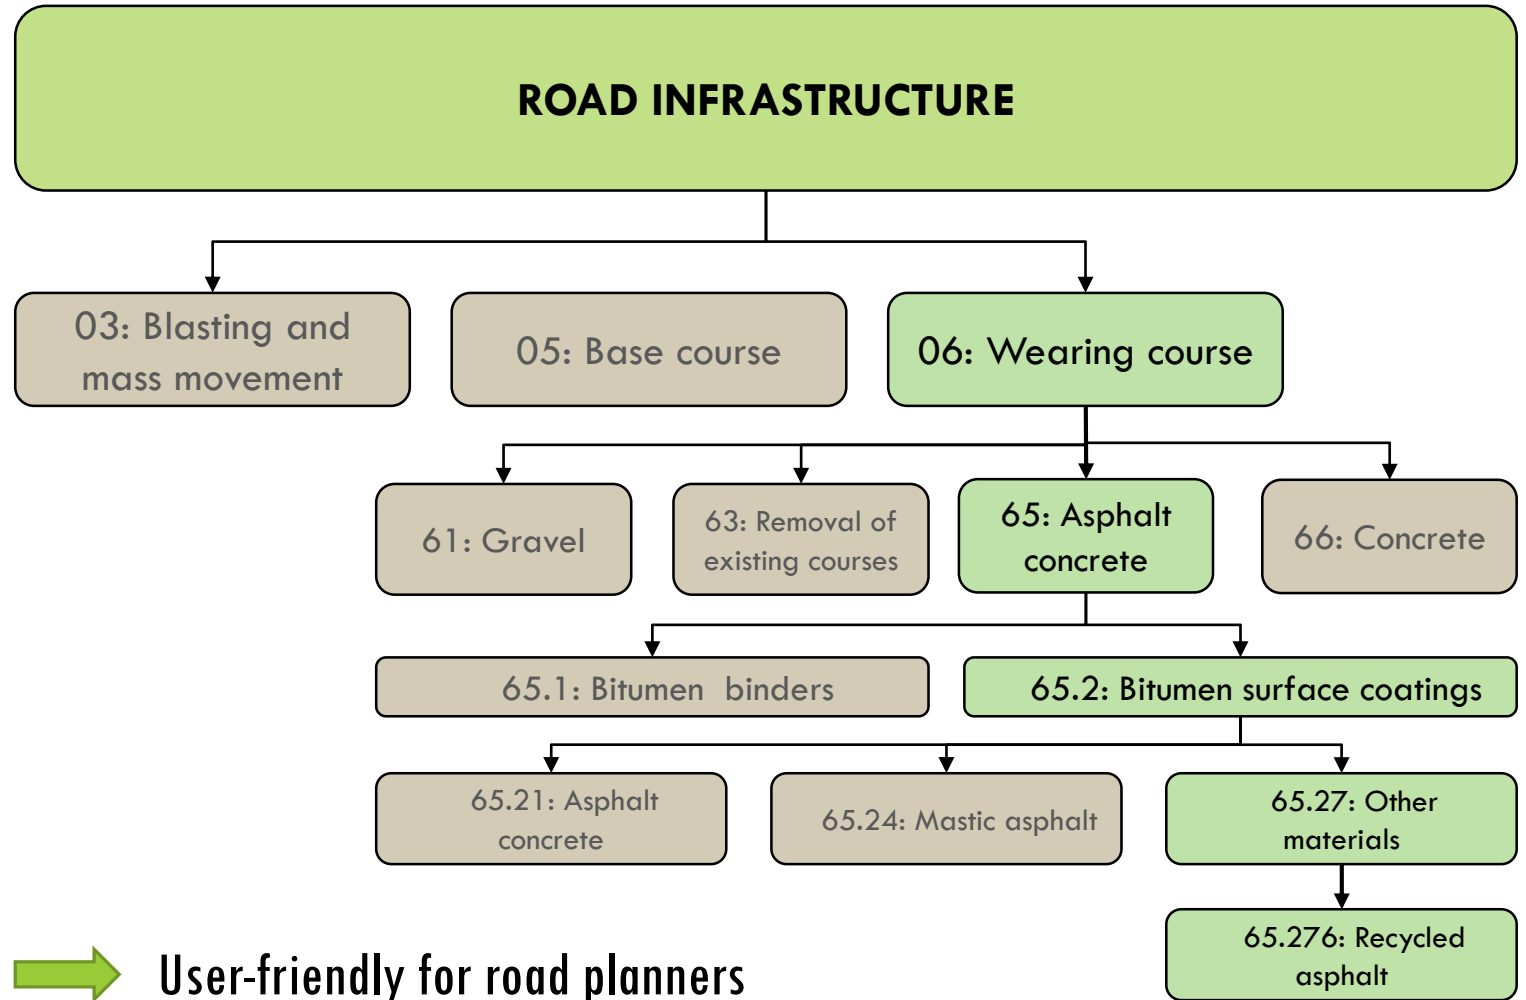 ROAD INFRASTRUCTURE
03: Blasting and
mass movement
05: Base course
06: Wearing course
61: Gravel
63: Removal of
existing courses
65: Asphalt
concrete
66: Concrete
65.1: Bitumen binders
65.2: Bitumen surface coatings
65.21: Asphalt
concrete
65.24: Mastic asphalt
65.27: Other
materials
65.276: Recycled
asphalt
User-friendly for road planners